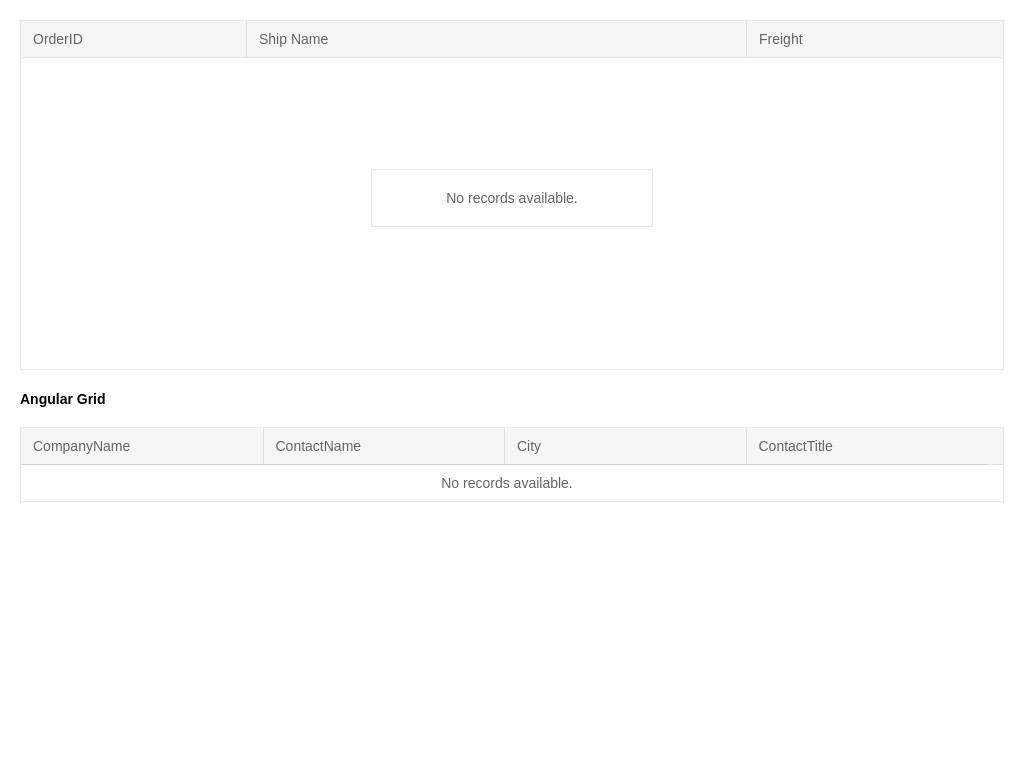 OrderID Ship Name Freight
No records available.
Angular Grid
CompanyName ContactName City ContactTitle
No records available.